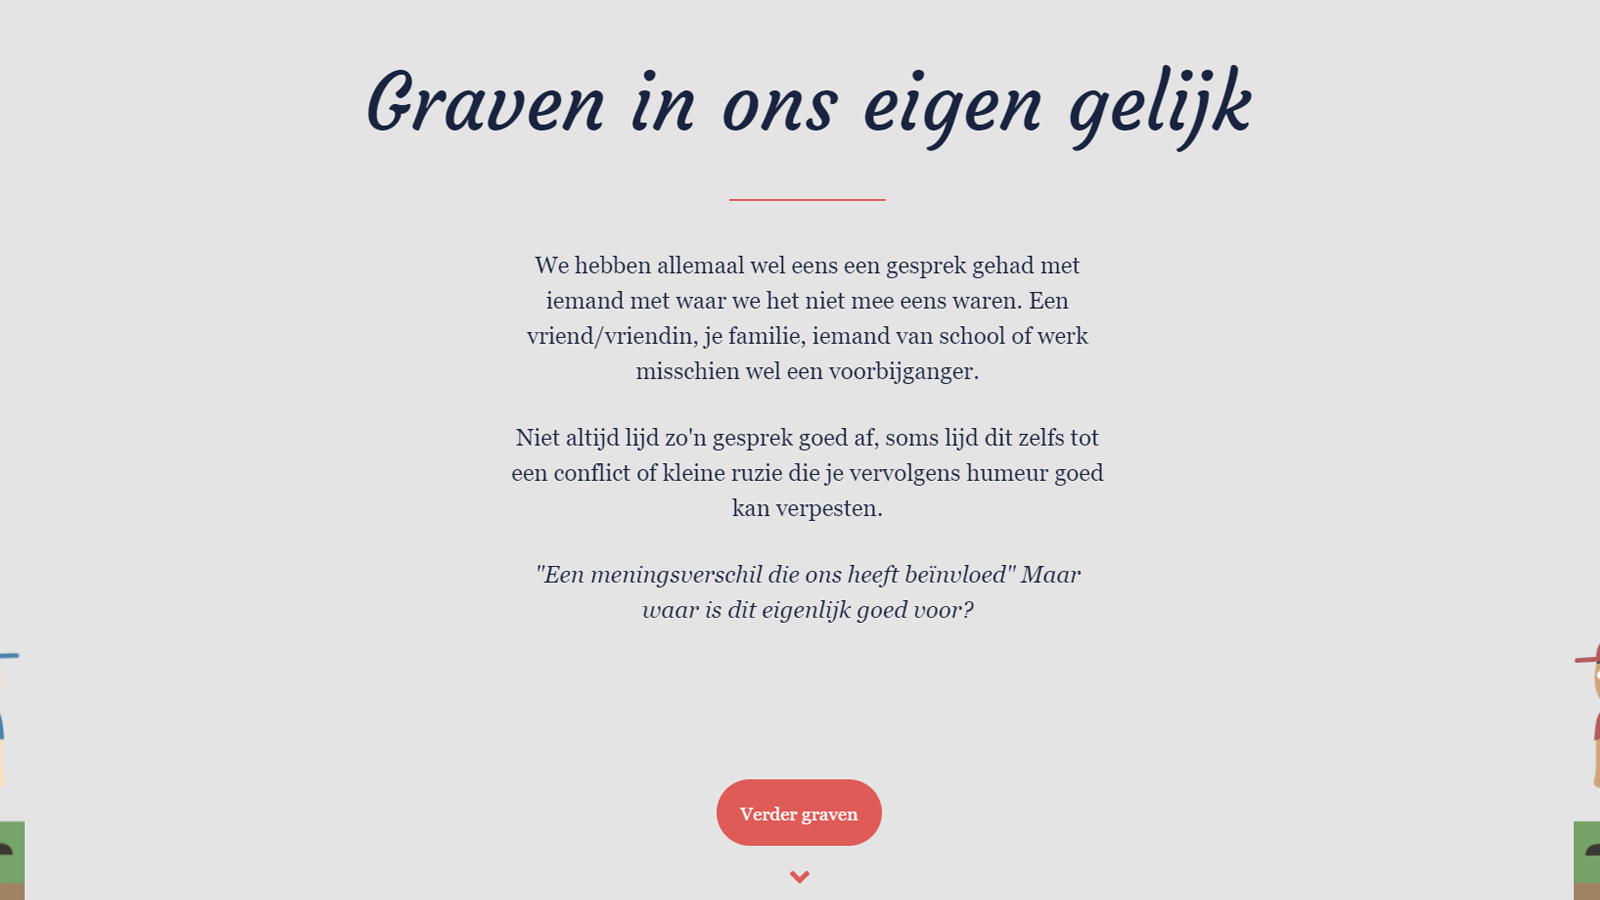 Graven in ons eigen gelijk
We hebben allemaal wel eens een gesprek gehad met
iemand met waar we het niet mee eens waren. Een
vriend/vriendin, je familie, iemand van school of werk
misschien wel een voorbijganger.
Niet altijd lijd zo'n gesprek goed af, soms lijd dit zelfs tot
een conflict of kleine ruzie die je vervolgens humeur goed
kan verpesten.
"Een meningsverschil die ons heeft beïnvloed" Maar
waar is dit eigenlijk goed voor?
Verder graven